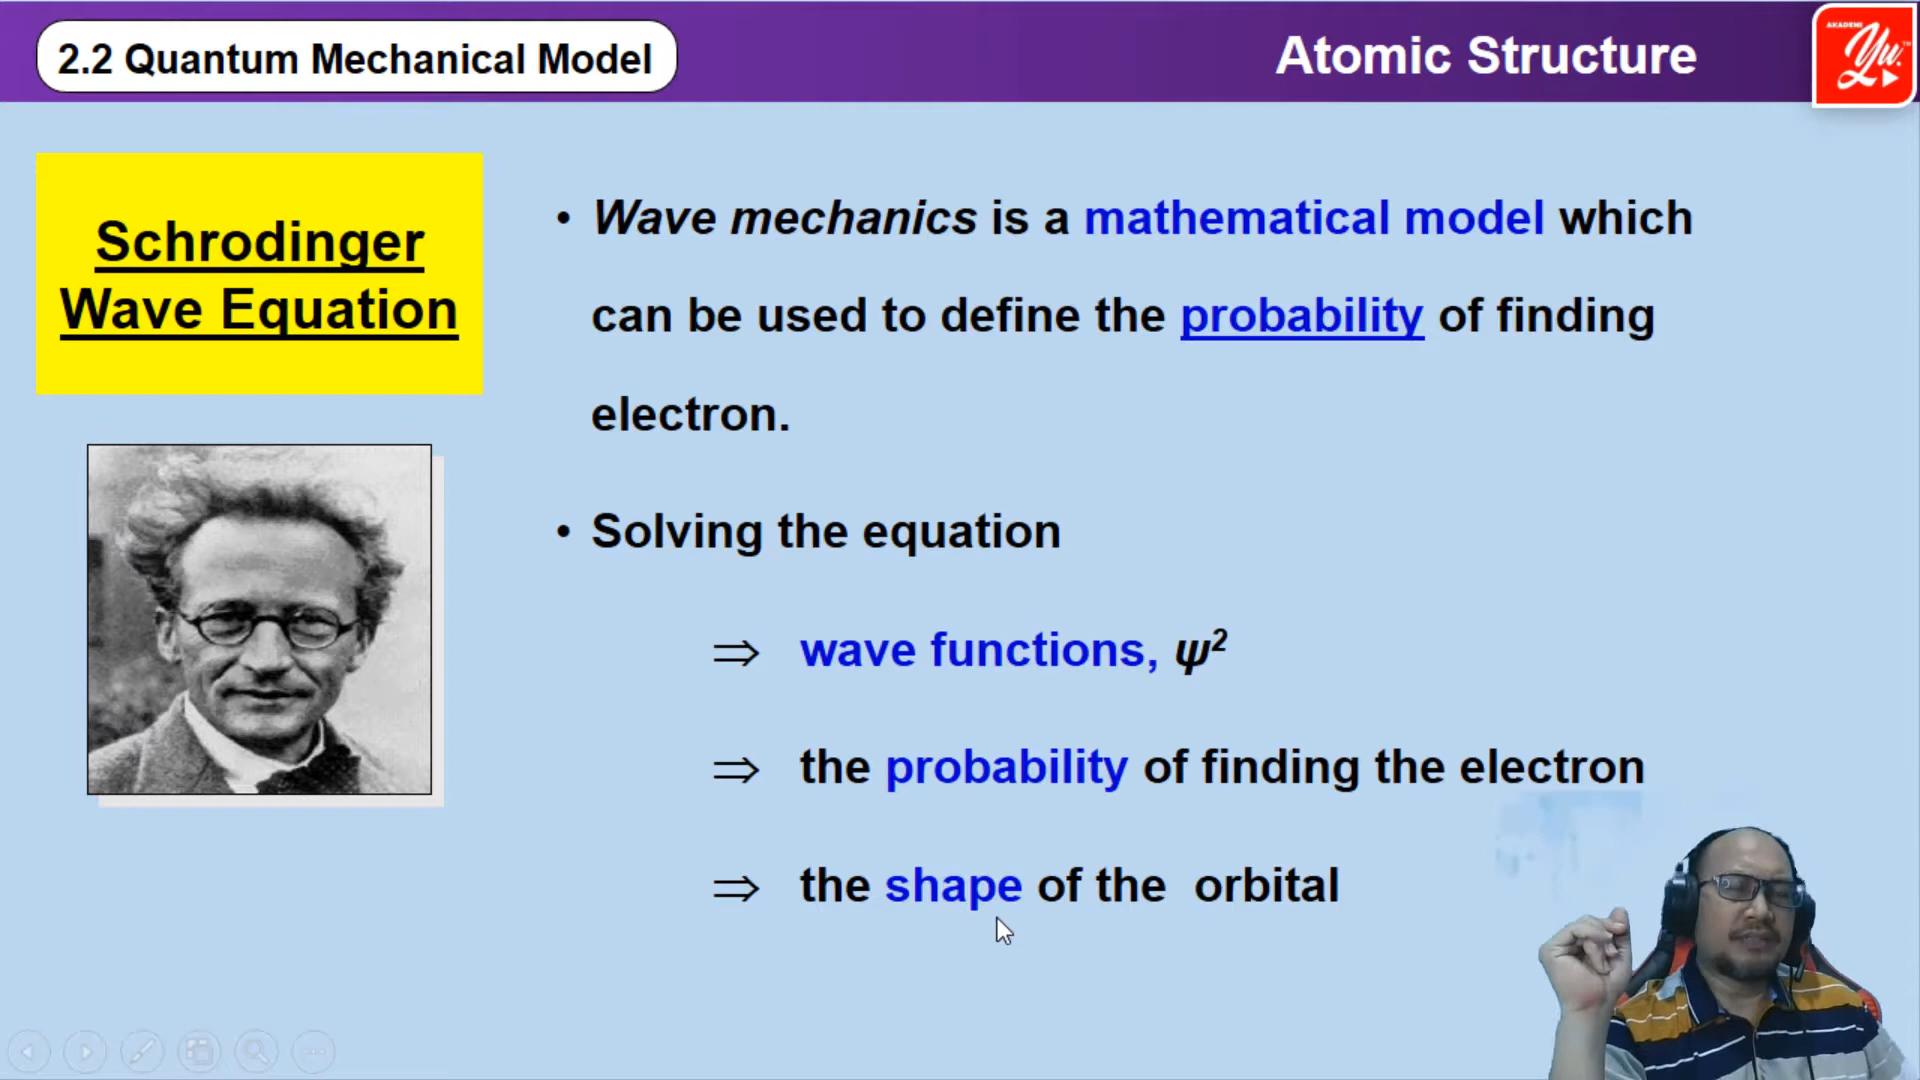 2.2 Quantum Mechanical Model
Atomic Structure
AKADEMI
Yu.
Schrodinger
Wave Equation
• Wave mechanics is a mathematical model which
can be used to define the probability of finding
electron.
• Solving the equation
⇒ wave functions, ψ²
⇒ the probability of finding the electron
⇒ the shape of the orbital